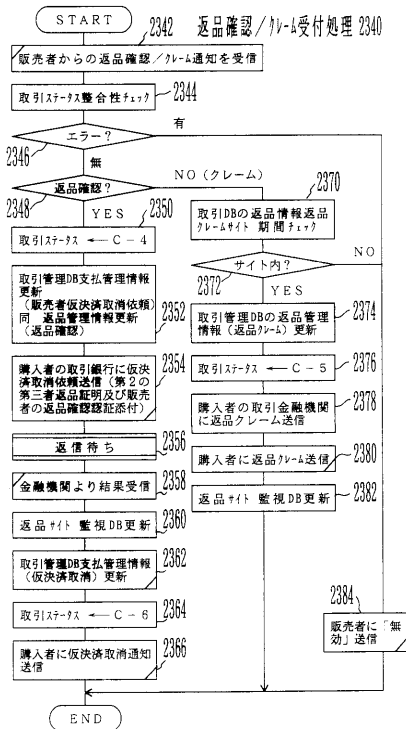 START
返品確認/クレーム受付処理 2340
2342
販売者からの返品確認/クレーム通知を受信
2344
取引ステータス整合性チェック
エラー?
有
2346
無
返品確認?
NO (クレーム)
2348
YES
2350
取引ステータス ← C-4
取引管理DB支払管理情報
更新
(販売者仮決済取消依頼)
同 返品管理情報更新
(返品確認)
2352
購入者の取引銀行に仮決
済取消依頼送信(第2の
第三者返品証明及び販売
者の返品確認認証添付)
2354
返信待ち
2356
金融機関より結果受信
2358
返品サイト 監視DB更新
2360
取引管理DB支払管理情報
(仮決済取消)更新
2362
取引ステータス ← C-6
2364
購入者に仮決済取消通知
送信
2366
2370
取引DBの返品情報返品
クレームサイト 期間チェック
サイト内?
NO
2372
YES
取引管理DBの返品管理
情報(返品クレーム)更新
2374
取引ステータス ← C-5
2376
購入者の取引金融機関
に返品クレーム送信
2378
購入者に返品クレーム送信
2380
返品サイト 監視DB更新
2382
2384
販売者に「無
効」送信
END